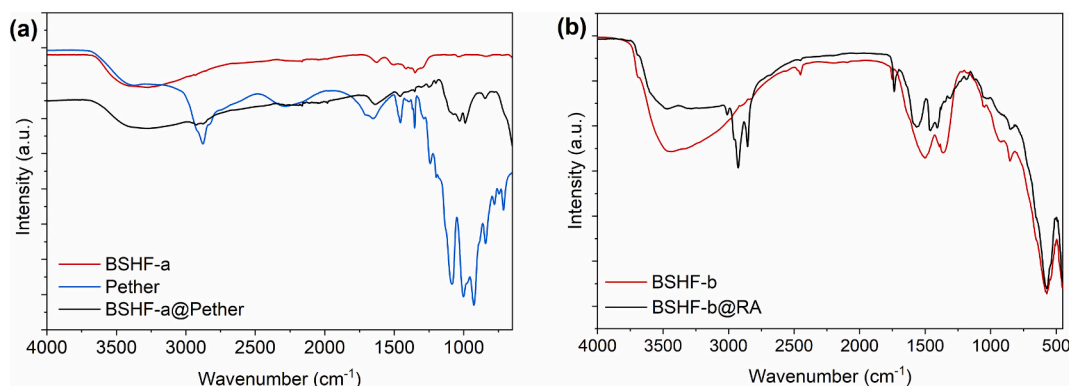 (a)
Intensity (a.u.)
BSHF-a
Pether
BSHF-a@Pether
4000 3500 3000 2500 2000 1500 1000
Wavenumber (cm⁻¹)
(b)
Intensity (a.u.)
BSHF-b
BSHF-b@RA
4000 3500 3000 2500 2000 1500 1000 500
Wavenumber (cm⁻¹)